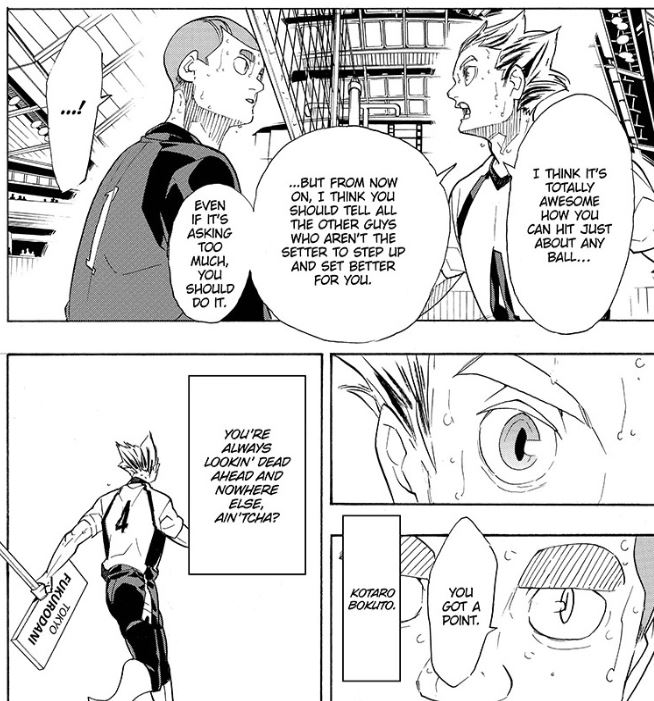 I THINK IT'S
TOTALLY
AWESOME
HOW YOU
CAN HIT JUST
ABOUT ANY
BALL...
...BUT FROM NOW
ON, I THINK YOU
SHOULD TELL ALL
THE OTHER GUYS
WHO AREN'T THE
SETTER TO STEP UP
AND SET BETTER
FOR YOU.
EVEN
IF IT'S
ASKING
TOO
MUCH,
YOU
SHOULD
DO IT.
...!
1
YOU GOT
A POINT.
KOTARO
BOKUTO.
YOU'RE
ALWAYS
LOOKIN' DEAD
AHEAD AND
NOWHERE
ELSE,
AIN'TCHA?
4
TOKYO
FUKURODANI